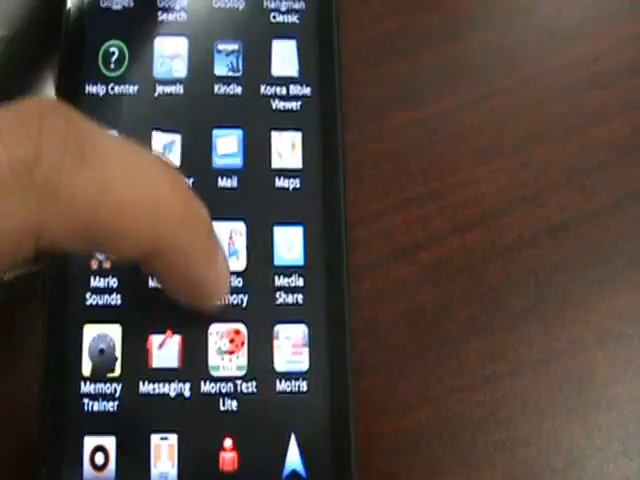 Goggles
Google
Search
GoStop
Hangman
Classic
?
Help Center
Jewels
Kindle
Korea Bible
Viewer
Mail
Maps
Mario
Sounds
Media
Share
Memory
Trainer
Messaging
Moron Test
Lite
Motris